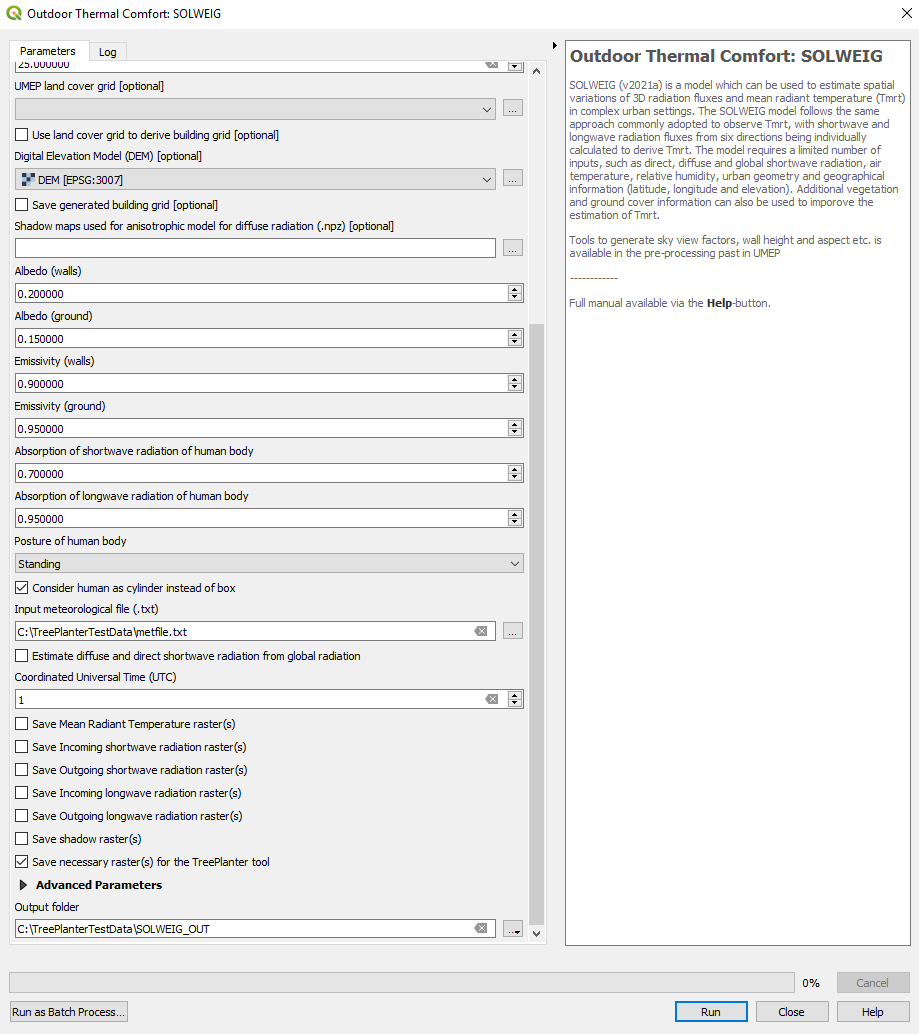 Outdoor Thermal Comfort: SOLWEIG
Parameters
Log
25.000000
UMEP land cover grid [optional]
...
Use land cover grid to derive building grid [optional]
Digital Elevation Model (DEM) [optional]
DEM [EPSG:3007]
...
Save generated building grid [optional]
Shadow maps used for anisotrophic model for diffuse radiation (.npz) [optional]
...
Albedo (walls)
0.200000
Albedo (ground)
0.150000
Emissivity (walls)
0.900000
Emissivity (ground)
0.950000
Absorption of shortwave radiation of human body
0.700000
Absorption of longwave radiation of human body
0.950000
Posture of human body
Standing
Consider human as cylinder instead of box
Input meteorological file (.txt)
C:\TreePlanterTestData\metfile.txt
...
Estimate diffuse and direct shortwave radiation from global radiation
Coordinated Universal Time (UTC)
1
Save Mean Radiant Temperature raster(s)
Save Incoming shortwave radiation raster(s)
Save Outgoing shortwave radiation raster(s)
Save Incoming longwave radiation raster(s)
Save Outgoing longwave radiation raster(s)
Save shadow raster(s)
Save necessary raster(s) for the TreePlanter tool
Advanced Parameters
Output folder
C:\TreePlanterTestData\SOLWEIG_OUT
...
Outdoor Thermal Comfort: SOLWEIG
SOLWEIG (v2021a) is a model which can be used to estimate spatial
variations of 3D radiation fluxes and mean radiant temperature (Tmrt)
in complex urban settings. The SOLWEIG model follows the same
approach commonly adopted to observe Tmrt, with shortwave and
longwave radiation fluxes from six directions being individually
calculated to derive Tmrt. The model requires a limited number of
inputs, such as direct, diffuse and global shortwave radiation, air
temperature, relative humidity, urban geometry and geographical
information (latitude, longitude and elevation). Additional vegetation
and ground cover information can also be used to imporove the
estimation of Tmrt.
Tools to generate sky view factors, wall height and aspect etc. is
available in the pre-processing past in UMEP
------------
Full manual available via the Help-button.
0%
Cancel
Run as Batch Process...
Run
Close
Help